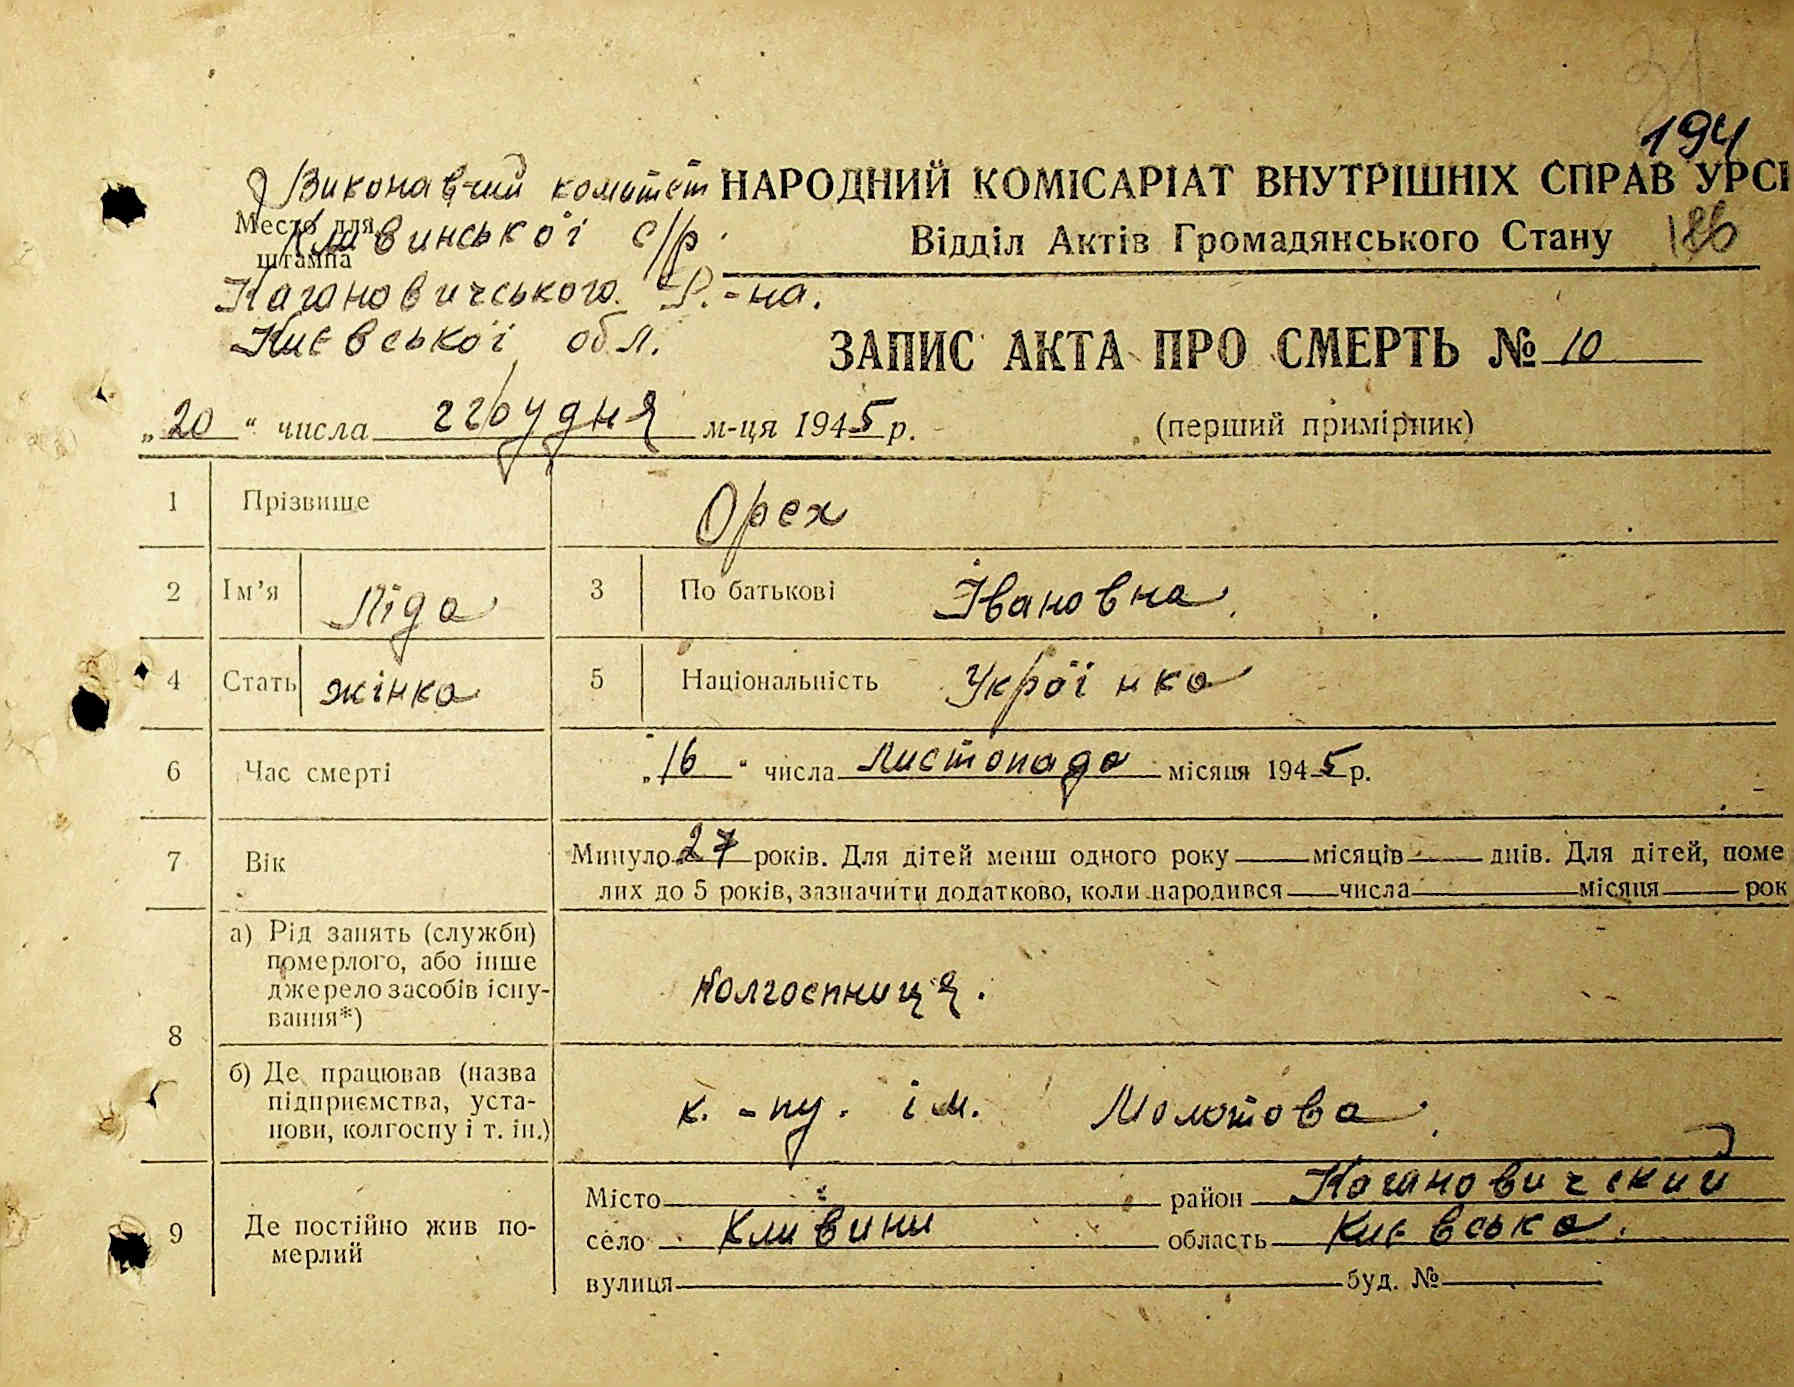 194
Виконавчий комітет НАРОДНИЙ КОМІСАРІАТ ВНУТРІШНІХ СПРАВ УРСР
Место для штампа
Кливинської с/р. Відділ Актів Громадянського Стану 186
Кагановичського Р.-на.
Києвської обл. ЗАПИС АКТА ПРО СМЕРТЬ № 10
„20“ числа ггрудня м-ця 1945 р. (перший примірник)
1 Прізвище Орех
2 Ім’я Ліда 3 По батькові Івановна
4 Стать жінка 5 Національність Україінка
6 Час смерті „16“ числа Листопада місяця 1945 р.
7 Вік Минуло 27 років. Для дітей менш одного року — місяців — днів. Для дітей, поме
лих до 5 років, зазначити додатково, коли народився — числа — місяця — рок
8 а) Рід занять (служби)
померлого, або інше
джерело засобів існу-
вання*) Колгоспниця.
б) Де працював (назва
підприємства, уста-
нови, колгоспу і т. ін.) к.-пу. ім. Молотова.
9 Де постійно жив по-
мерлий
Місто район Кагановичский
село Кливини область Києвська.
вулиця буд. №